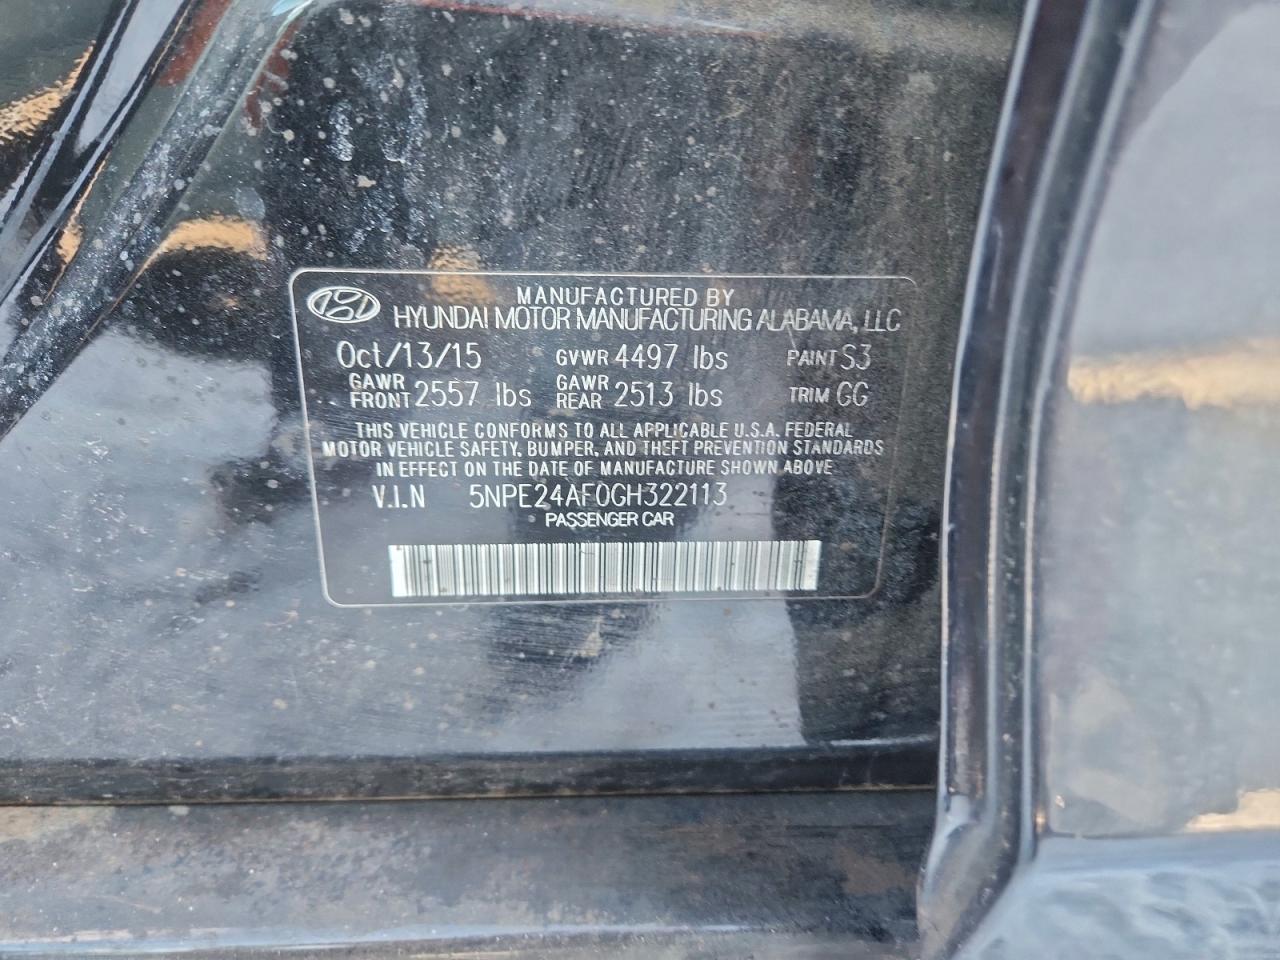 MANUFACTURED BY
HYUNDAI MOTOR MANUFACTURING ALABAMA, LLC
Oct/13/15 GVWR 4497 lbs PAINT S3
GAWR FRONT 2557 lbs GAWR REAR 2513 lbs TRIM GG
THIS VEHICLE CONFORMS TO ALL APPLICABLE U.S.A. FEDERAL
MOTOR VEHICLE SAFETY, BUMPER, AND THEFT PREVENTION STANDARDS
IN EFFECT ON THE DATE OF MANUFACTURE SHOWN ABOVE
V.I.N 5NPE24AF0GH322113
PASSENGER CAR